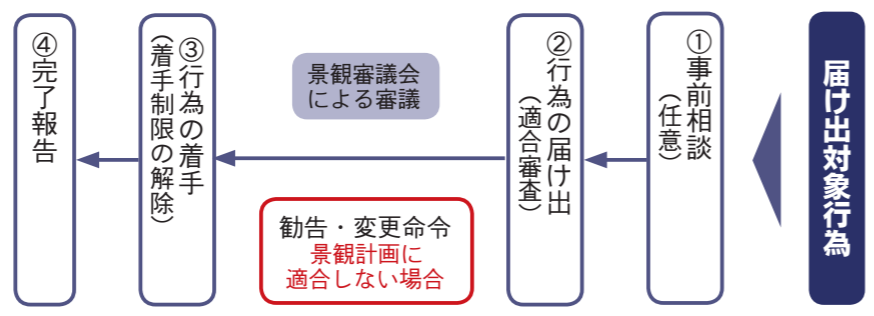 届け出対象行為
①事前相談
（任意）
②行為の届け出
（適合審査）
景観審議会
による審議
勧告・変更命令
景観計画に
適合しない場合
③行為の着手
（着手制限の解除）
④完了報告